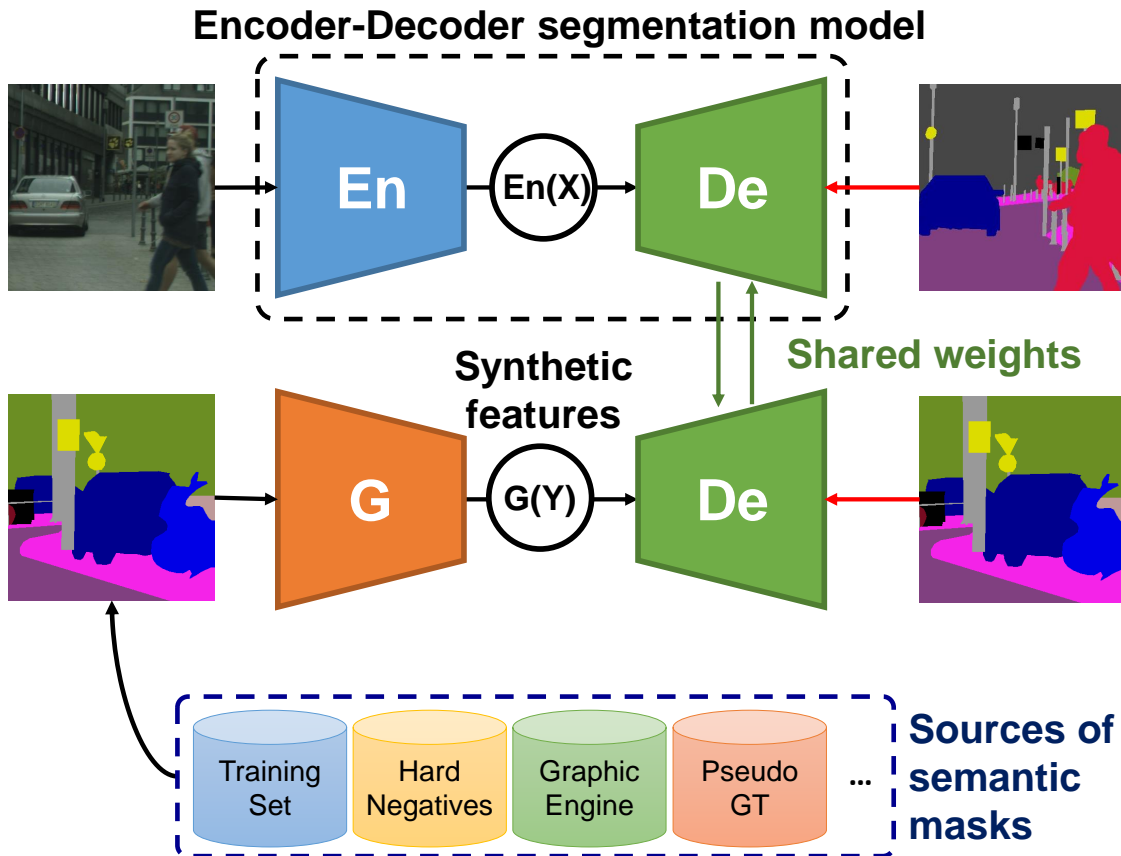 Encoder-Decoder segmentation model
En
En(X)
De
Shared weights
Synthetic
features
G
G(Y)
De
Training
Set
Hard
Negatives
Graphic
Engine
Pseudo
GT
...
Sources of
semantic
masks